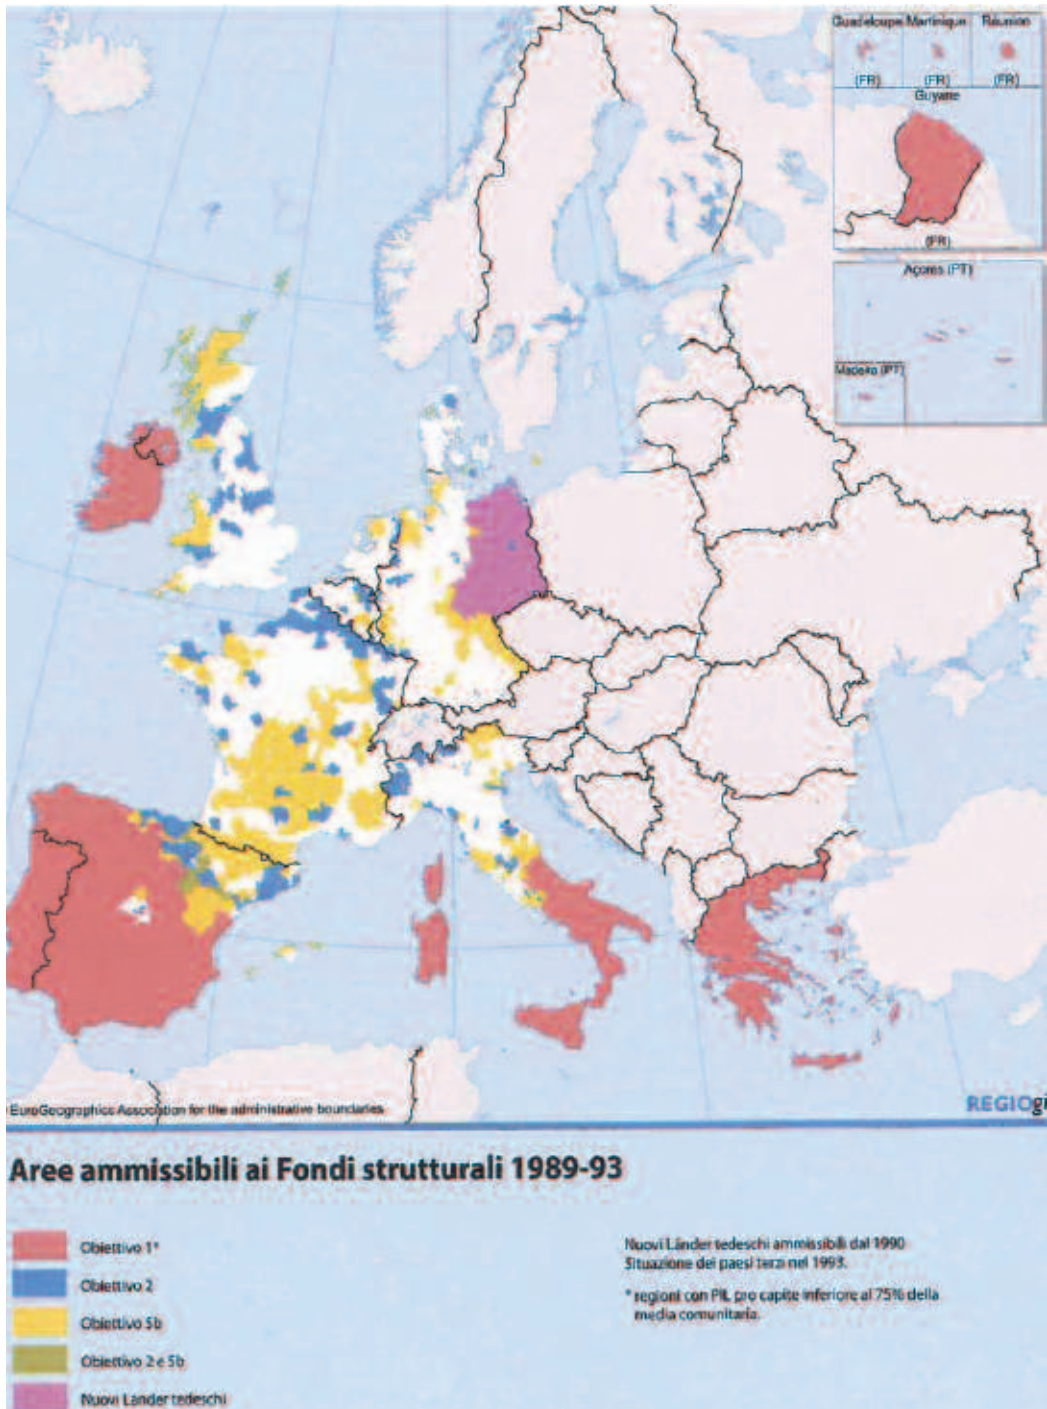 Guadeloupe Martinique Réunion
(FR) (FR) (FR)
Guyane
(FR)
Açores (PT)
Madeira (PT)
EuroGeographics Association for the administrative boundaries
REGIOgi
Aree ammissibili ai Fondi strutturali 1989-93
Obiettivo 1*
Obiettivo 2
Obiettivo 5b
Obiettivo 2 e 5b
Nuovi Lander tedeschi
Nuovi Länder tedeschi ammissibili dal 1990
Situazione dei paesi terzi nel 1993.
* regioni con PIL pro capite inferiore al 75% della
media comunitaria.